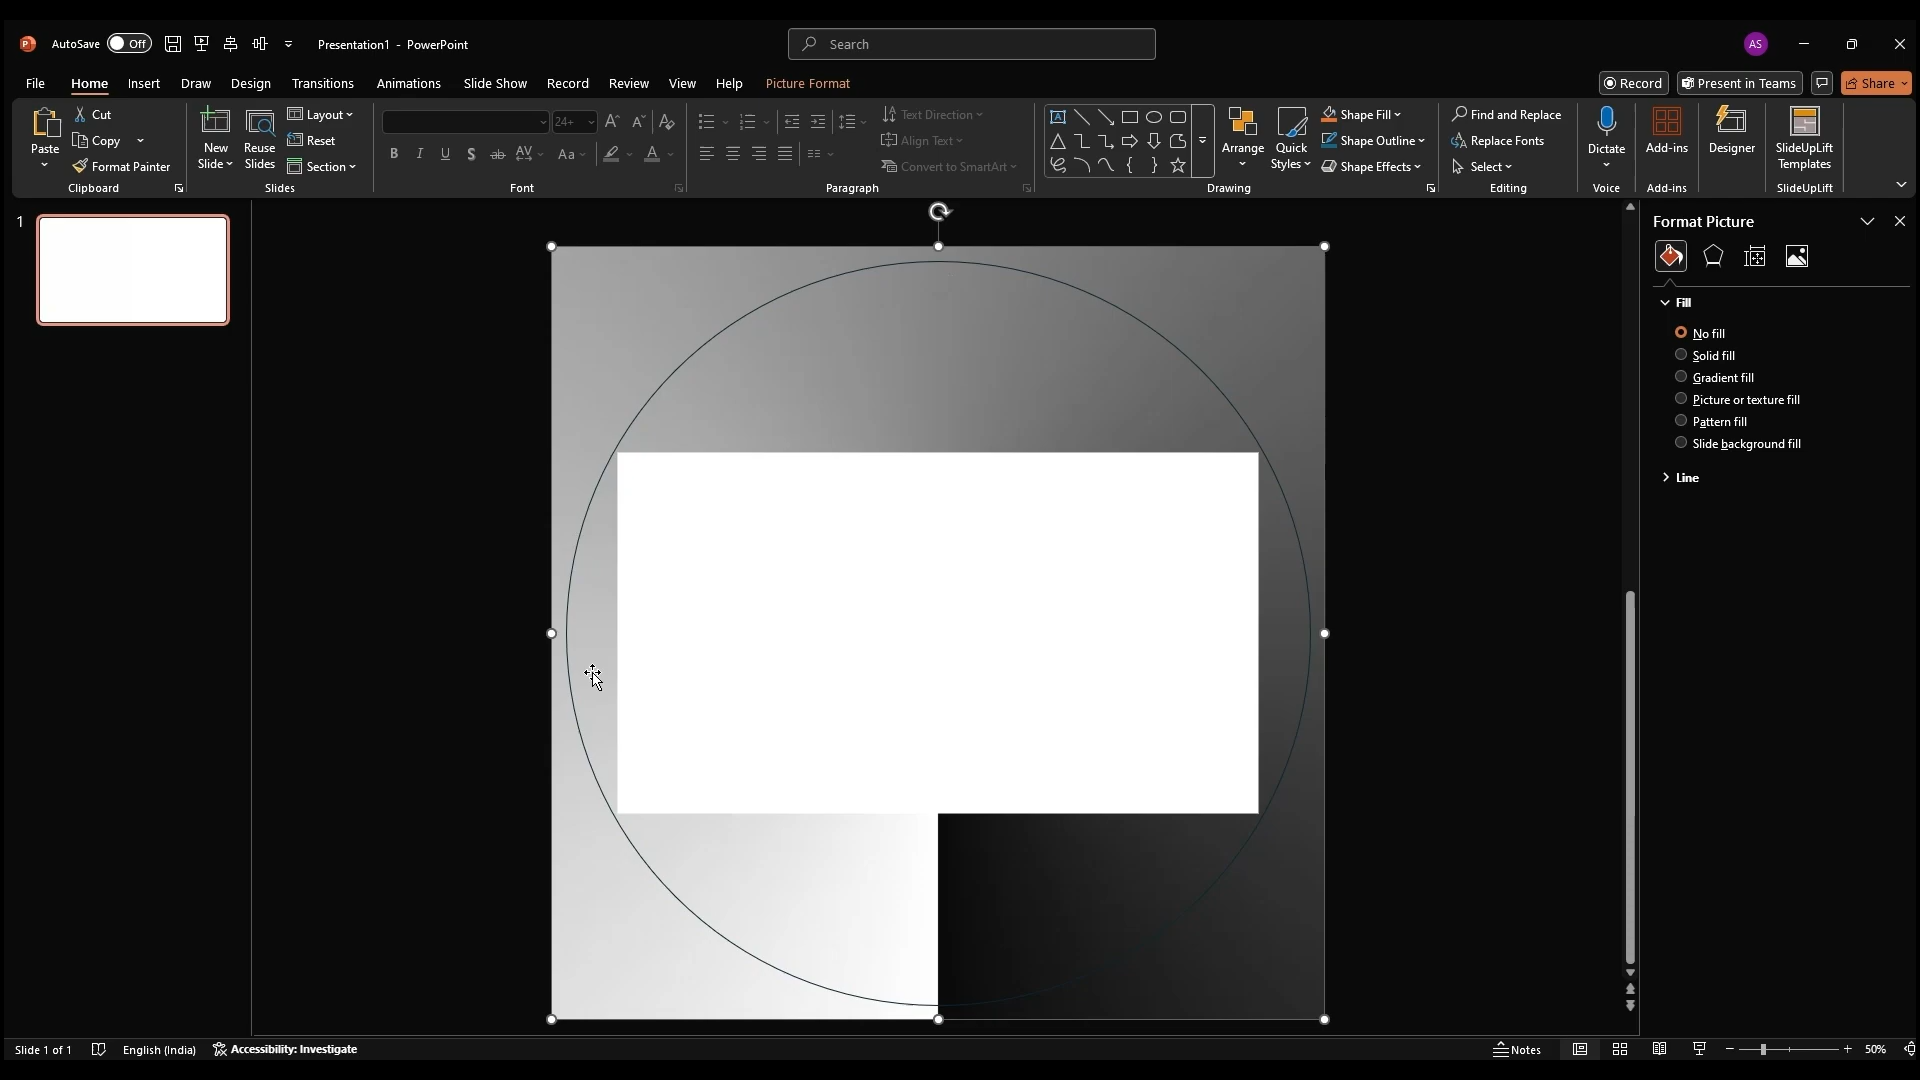 AutoSave Off Presentation1 - PowerPoint Search AS
File Home Insert Draw Design Transitions Animations Slide Show Record Review View Help Picture Format Record Present in Teams Share
Paste Cut Copy Format Painter Clipboard
New Slide Reuse Slides Layout Reset Section Slides
24+ B I U S ab AV Aa A Font
Text Direction Align Text Convert to SmartArt Paragraph
Arrange Quick Styles Shape Fill Shape Outline Shape Effects Drawing
Find and Replace Replace Fonts Select Editing
Dictate Voice
Add-ins Add-ins
Designer
SlideUpLift Templates SlideUpLift
1
Format Picture
Fill
No fill
Solid fill
Gradient fill
Picture or texture fill
Pattern fill
Slide background fill
Line
Slide 1 of 1 English (India) Accessibility: Investigate Notes 50%